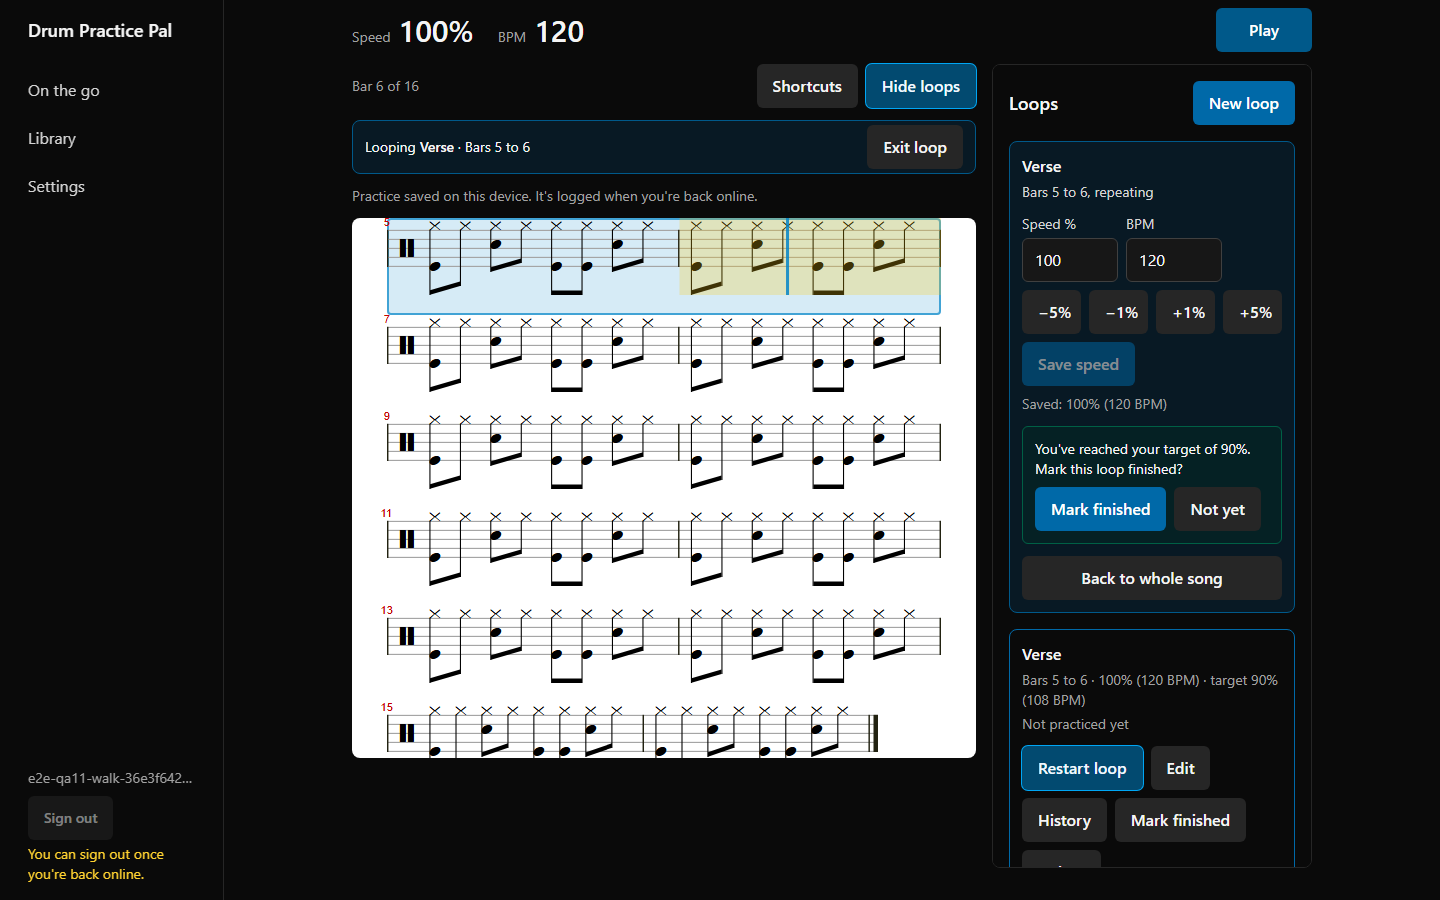 Drum Practice Pal
On the go
Library
Settings
e2e-qa11-walk-36e3f642...
Sign out
You can sign out once
you're back online.
Speed 100% BPM 120
Play
Bar 6 of 16
Shortcuts
Hide loops
Looping Verse · Bars 5 to 6
Exit loop
Practice saved on this device. It's logged when you're back online.
5
7
9
11
13
15
Loops
New loop
Verse
Bars 5 to 6, repeating
Speed % BPM
100 120
−5% −1% +1% +5%
Save speed
Saved: 100% (120 BPM)
You've reached your target of 90%.
Mark this loop finished?
Mark finished Not yet
Back to whole song
Verse
Bars 5 to 6 · 100% (120 BPM) · target 90%
(108 BPM)
Not practiced yet
Restart loop Edit
History Mark finished